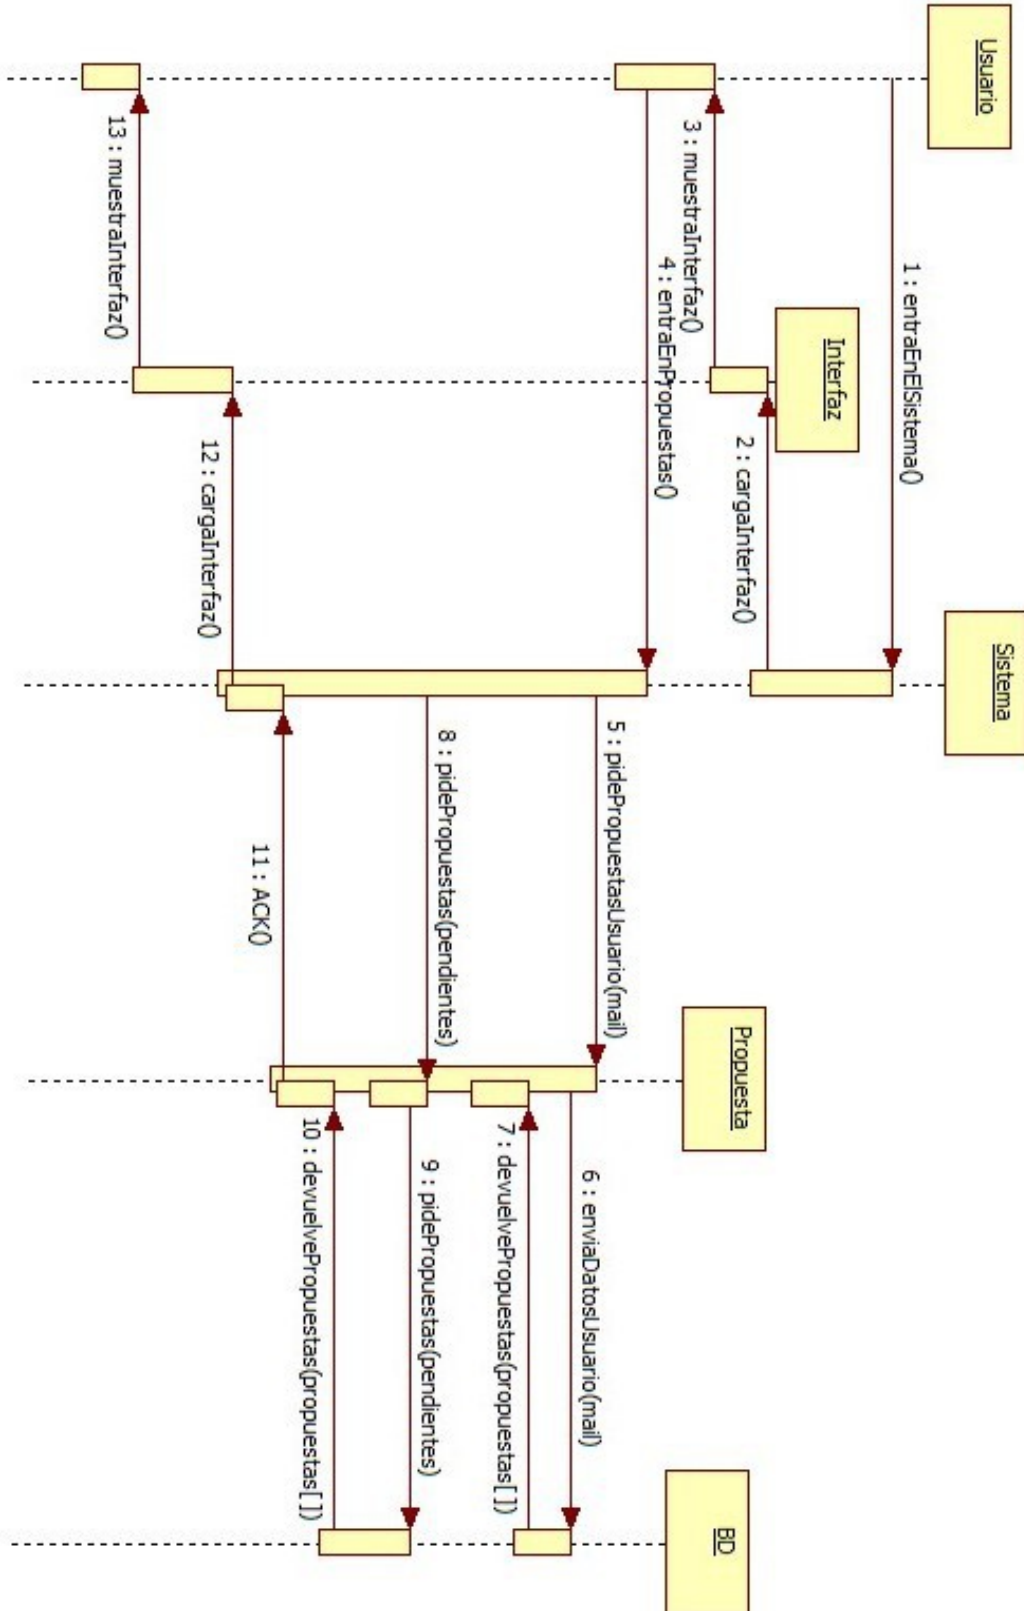 Usuario
Interfaz
Sistema
Propuesta
BD
1 : entraEnElSistema()
2 : cargaInterfaz()
3 : muestraInterfaz()
4 : entraEnPropuestas()
5 : pidePropuestasUsuario(mail)
6 : enviaDatosUsuario(mail)
7 : devuelvePropuestas(propuestas[])
8 : pidePropuestas(pendientes)
9 : pidePropuestas(pendientes)
10 : devuelvePropuestas(propuestas[])
11 : ACK()
12 : cargaInterfaz()
13 : muestraInterfaz()